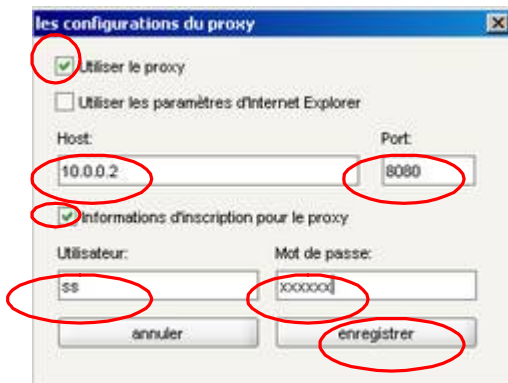 les configurations du proxy
Utiliser le proxy
Utiliser les paramètres d'Internet Explorer
Host: Port:
10.0.0.2 8080
Informations d'inscription pour le proxy
Utilisateur: Mot de passe:
ss xxxxxx
annuler enregistrer